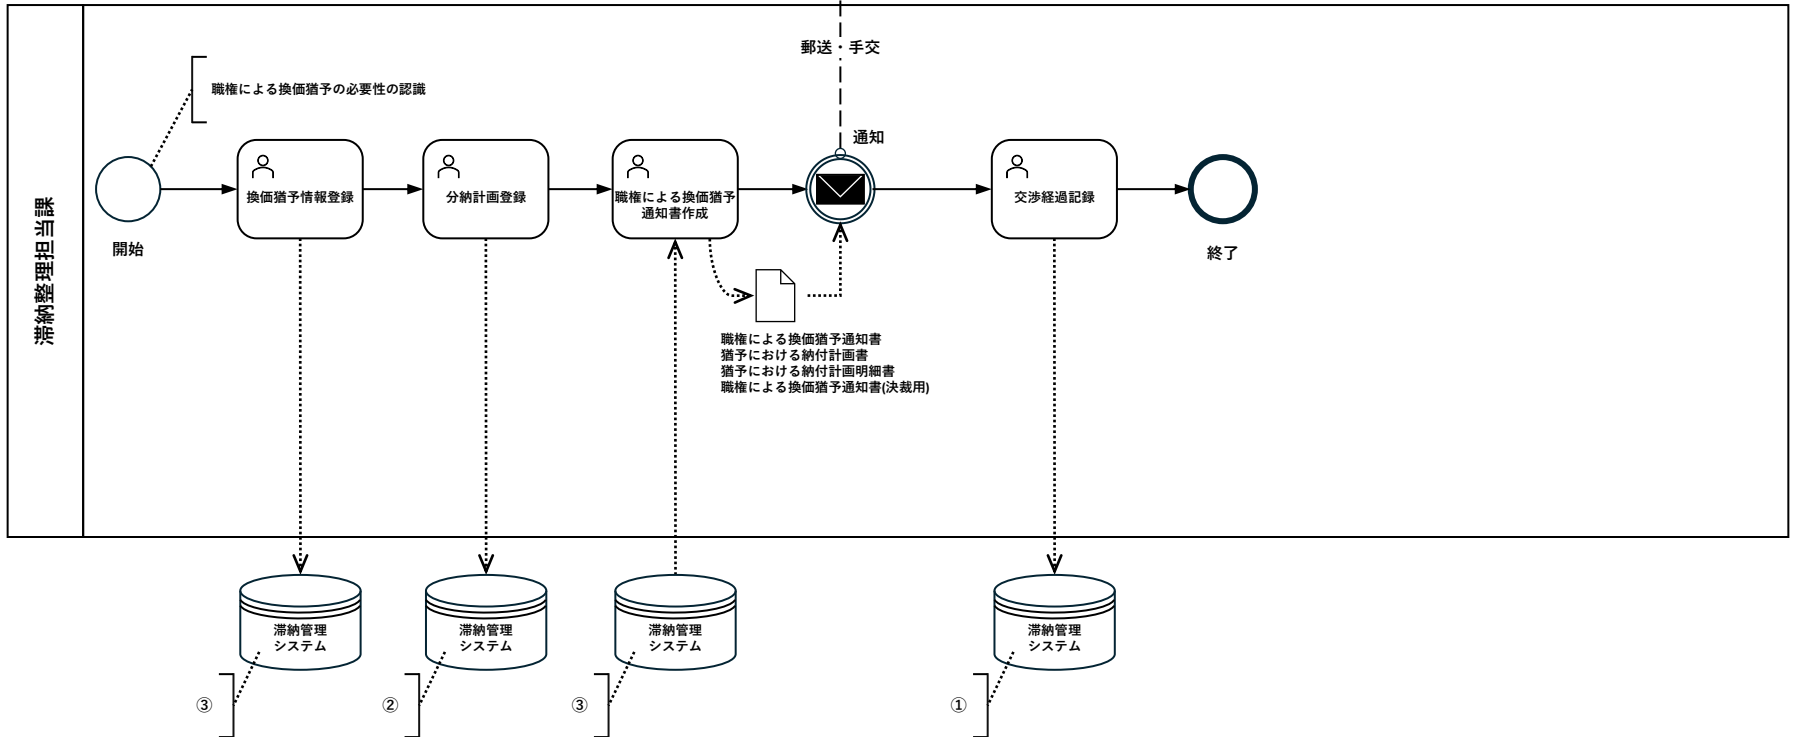 郵送・手交
職権による換価猶予の必要性の認識
通知
滞納整理担当課
換価猶予情報登録
分納計画登録
職権による換価猶予
通知書作成
交渉経過記録
開始
終了
職権による換価猶予通知書
猶予における納付計画書
猶予における納付計画明細書
職権による換価猶予通知書(決裁用)
滞納管理
システム
滞納管理
システム
滞納管理
システム
滞納管理
システム
③
②
③
①